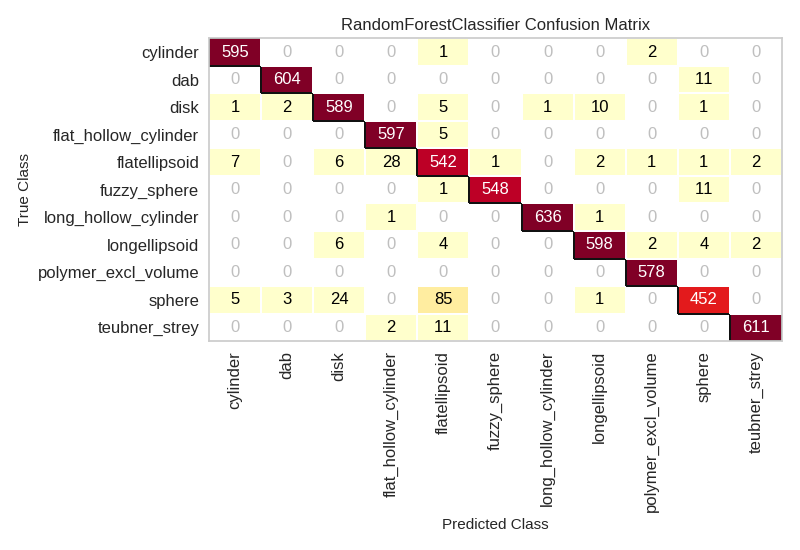 RandomForestClassifier Confusion Matrix
cylinder 595 0 0 0 1 0 0 0 2 0 0
dab 0 604 0 0 0 0 0 0 0 11 0
disk 1 2 589 0 5 0 1 10 0 1 0
flat_hollow_cylinder 0 0 0 597 5 0 0 0 0 0 0
flatellipsoid 7 0 6 28 542 1 0 2 1 1 2
fuzzy_sphere 0 0 0 0 1 548 0 0 0 11 0
long_hollow_cylinder 0 0 0 1 0 0 636 1 0 0 0
longellipsoid 0 0 6 0 4 0 0 598 2 4 2
polymer_excl_volume 0 0 0 0 0 0 0 0 578 0 0
sphere 5 3 24 0 85 0 0 1 0 452 0
teubner_strey 0 0 0 2 11 0 0 0 0 0 611
True Class
cylinder
dab
disk
flat_hollow_cylinder
flatellipsoid
fuzzy_sphere
long_hollow_cylinder
longellipsoid
polymer_excl_volume
sphere
teubner_strey
Predicted Class